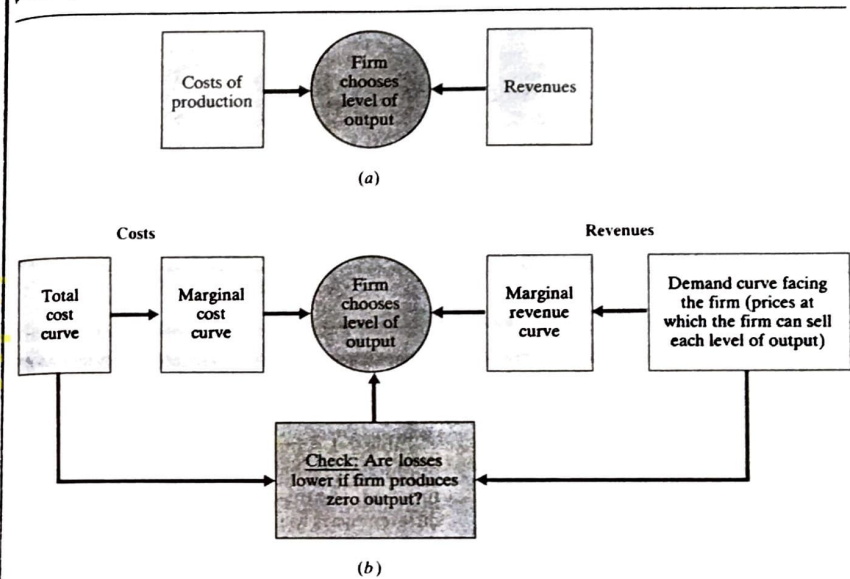 Costs of
production
Firm
chooses
level of
output
Revenues
(a)
Costs
Revenues
Total
cost
curve
Marginal
cost
curve
Firm
chooses
level of
output
Marginal
revenue
curve
Demand curve facing
the firm (prices at
which the firm can sell
each level of output)
Check: Are losses
lower if firm produces
zero output?
(b)